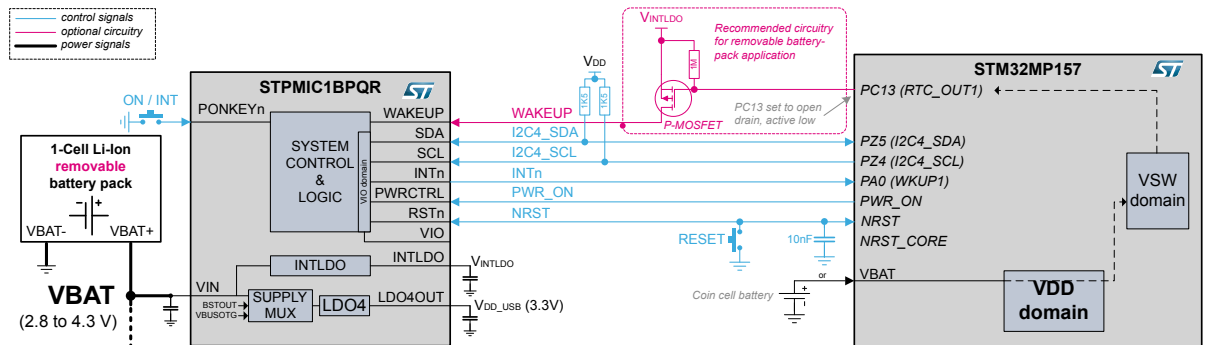 control signals
optional circuitry
power signals
VINTLDO
Recommended circuitry
for removable battery-
pack application
1M
P-MOSFET
PC13 set to open
drain, active low
VDD
1K5
1K5
STPMIC1BPQR
ST
STM32MP157
ST
ON / INT
PONKEYn
SYSTEM
CONTROL
&
LOGIC
VIO domain
WAKEUP
SDA
SCL
INTn
PWRCTRL
RSTn
VIO
INTLDO
LDO4OUT
WAKEUP
I2C4_SDA
I2C4_SCL
INTn
PWR_ON
NRST
RESET
10nF
PC13 (RTC_OUT1)
PZ5 (I2C4_SDA)
PZ4 (I2C4_SCL)
PA0 (WKUP1)
PWR_ON
NRST
NRST_CORE
VBAT
VSW
domain
VDD
domain
or
Coin cell battery
+
1-Cell Li-Ion
removable
battery pack
- +
VBAT- VBAT+
VBAT
(2.8 to 4.3 V)
VIN
INTLDO
BSTOUT
VBUSOTG
SUPPLY
MUX
LDO4
VINTLDO
VDD_USB (3.3V)